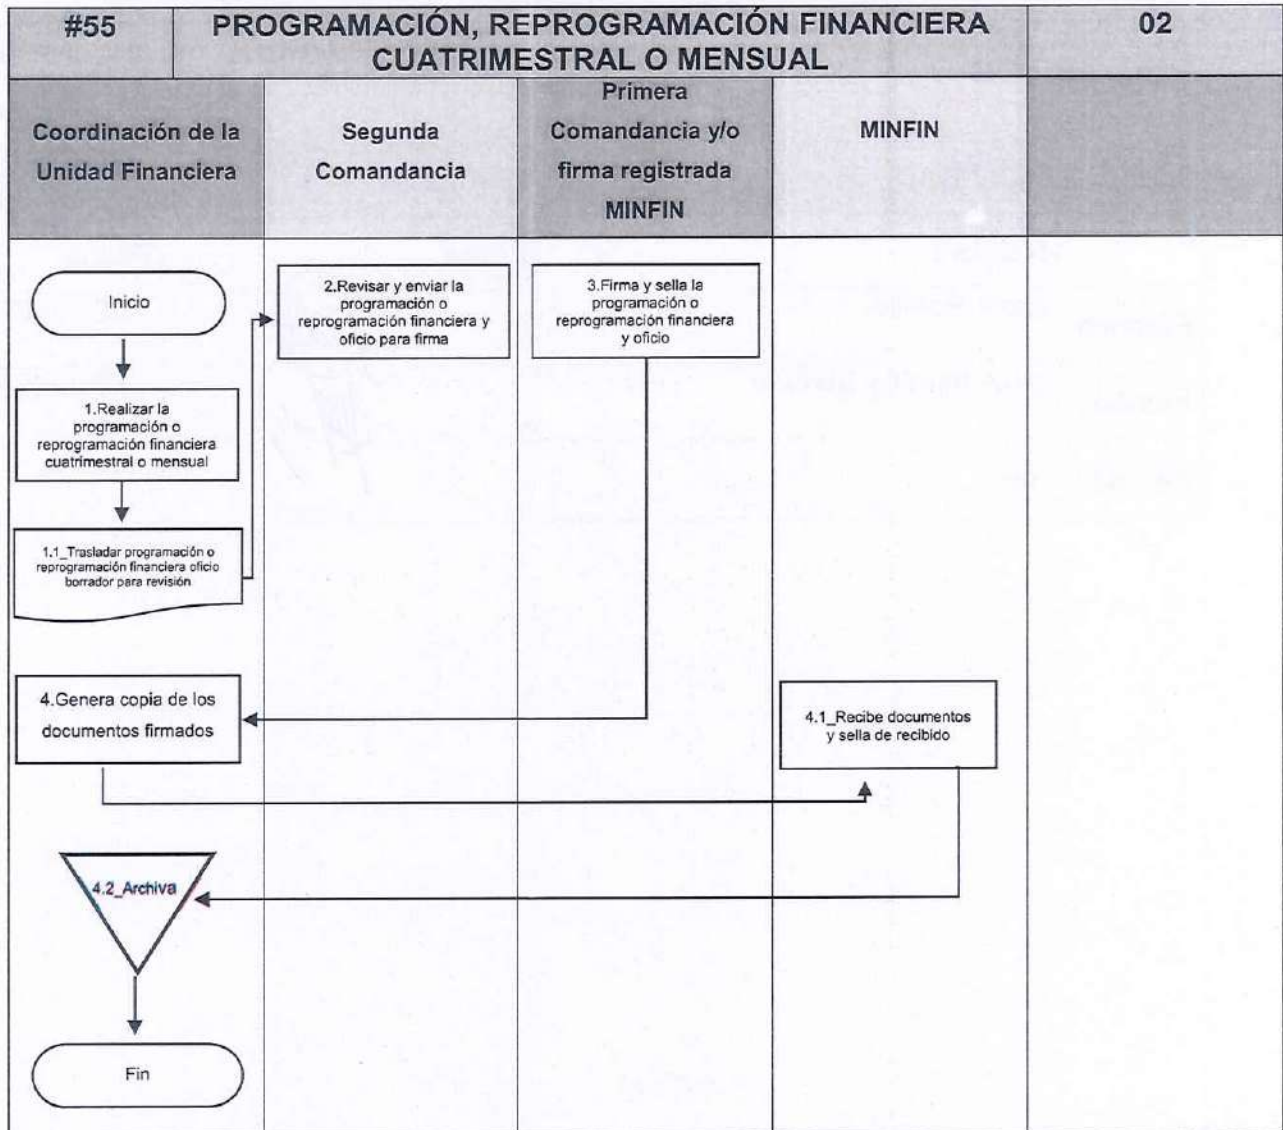 #55
PROGRAMACIÓN, REPROGRAMACIÓN FINANCIERA
CUATRIMESTRAL O MENSUAL
02
Coordinación de la
Unidad Financiera
Segunda
Comandancia
Primera
Comandancia y/o
firma registrada
MINFIN
MINFIN
Inicio
1.Realizar la
programación o
reprogramación financiera
cuatrimestral o mensual
1.1_Trasladar programación o
reprogramación financiera oficio
borrador para revisión
2.Revisar y enviar la
programación o
reprogramación financiera y
oficio para firma
3.Firma y sella la
programación o
reprogramación financiera
y oficio
4.Genera copia de los
documentos firmados
4.1_Recibe documentos
y sella de recibido
4.2_Archiva
Fin